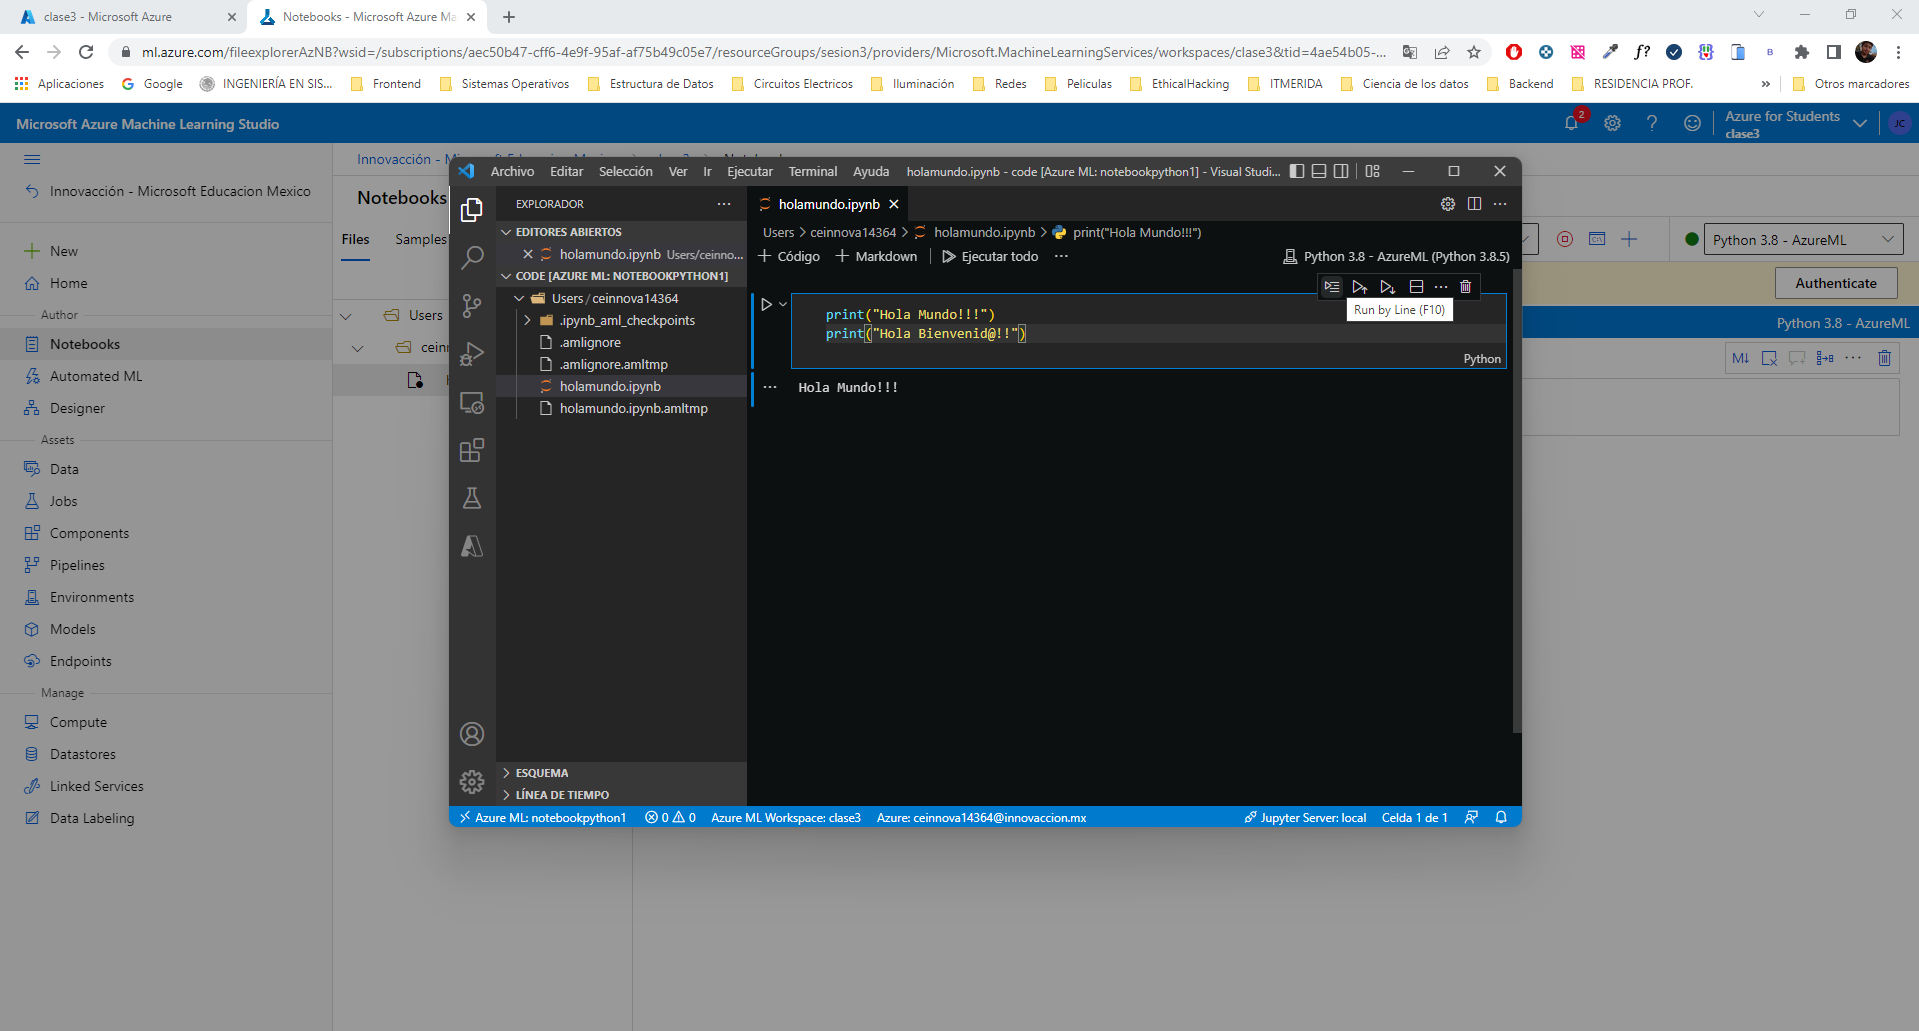 clase3 - Microsoft Azure
Notebooks - Microsoft Azure Ma
ml.azure.com/fileexplorerAzNB?wsid=/subscriptions/aec50b47-cff6-4e9f-95af-af75b49c05e7/resourceGroups/sesion3/providers/Microsoft.MachineLearningServices/workspaces/clase3&tid=4ae54b05-...
f?
B
Aplicaciones
Google
INGENIERÍA EN SIS...
Frontend
Sistemas Operativos
Estructura de Datos
Circuitos Electricos
Iluminación
Redes
Peliculas
EthicalHacking
ITMERIDA
Ciencia de los datos
Backend
RESIDENCIA PROF.
»
Otros marcadores
Microsoft Azure Machine Learning Studio
2
?
Azure for Students
clase3
JC
Innovacción - Microsoft Educacion Mexico
New
Home
Author
Notebooks
Automated ML
Designer
Assets
Data
Jobs
Components
Pipelines
Environments
Models
Endpoints
Manage
Compute
Datastores
Linked Services
Data Labeling
Innovacción -
Notebooks
Files
Samples
Users
ceinn
Archivo Editar Selección Ver Ir Ejecutar Terminal Ayuda
holamundo.ipynb - code [Azure ML: notebookpython1] - Visual Studi...
EXPLORADOR
EDITORES ABIERTOS
holamundo.ipynb Users/ceinno...
CODE [AZURE ML: NOTEBOOKPYTHON1]
Users / ceinnova14364
.ipynb_aml_checkpoints
.amlignore
.amlignore.amltmp
holamundo.ipynb
holamundo.ipynb.amltmp
ESQUEMA
LÍNEA DE TIEMPO
holamundo.ipynb
Users > ceinnova14364 > holamundo.ipynb > print("Hola Mundo!!!")
+ Código + Markdown Ejecutar todo ...
Python 3.8 - AzureML (Python 3.8.5)
Run by Line (F10)
print("Hola Mundo!!!")
print("Hola Bienvenid@!!")
Python
Hola Mundo!!!
Azure ML: notebookpython1
0 0
Azure ML Workspace: clase3
Azure: ceinnova14364@innovaccion.mx
Jupyter Server: local
Celda 1 de 1
Python 3.8 - AzureML
Authenticate
Python 3.8 - AzureML
M↓